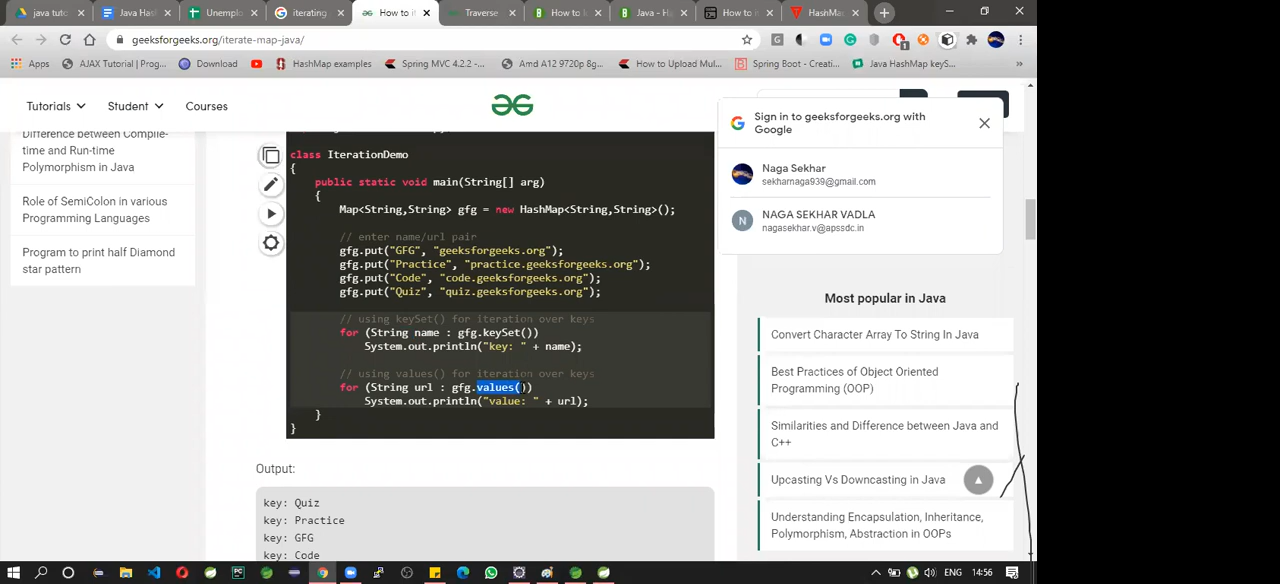 java tuto
Java Hash
Unemplo
iterating
How to it
Traverse
How to l
Java - H
How to it
HashMap
geeksforgeeks.org/iterate-map-java/
Apps
AJAX Tutorial | Prog...
Download
HashMap examples
Spring MVC 4.2.2 -...
Amd A12 9720p 8g...
How to Upload Mul...
Spring Boot - Creati...
Java HashMap keyS...
Tutorials
Student
Courses
Sign in to geeksforgeeks.org with
Google
Naga Sekhar
sekharnaga939@gmail.com
NAGA SEKHAR VADLA
nagasekhar.v@apssdc.in
Difference between Compile-
time and Run-time
Polymorphism in Java
Role of SemiColon in various
Programming Languages
Program to print half Diamond
star pattern
class IterationDemo
{
public static void main(String[] arg)
{
Map<String,String> gfg = new HashMap<String,String>();
// enter name/url pair
gfg.put("GFG", "geeksforgeeks.org");
gfg.put("Practice", "practice.geeksforgeeks.org");
gfg.put("Code", "code.geeksforgeeks.org");
gfg.put("Quiz", "quiz.geeksforgeeks.org");
// using keySet() for iteration over keys
for (String name : gfg.keySet())
System.out.println("key: " + name);
// using values() for iteration over keys
for (String url : gfg.values())
System.out.println("value: " + url);
}
}
Output:
key: Quiz
key: Practice
key: GFG
key: Code
Most popular in Java
Convert Character Array To String In Java
Best Practices of Object Oriented
Programming (OOP)
Similarities and Difference between Java and
C++
Upcasting Vs Downcasting in Java
Understanding Encapsulation, Inheritance,
Polymorphism, Abstraction in OOPs
ENG
14:56